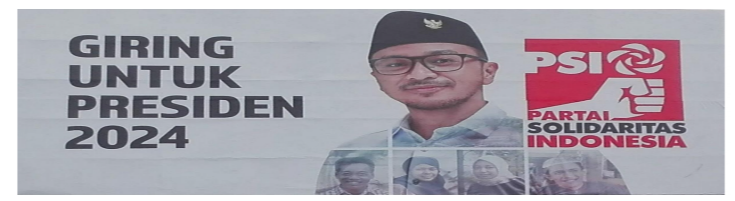 GIRING
UNTUK
PRESIDEN
2024
PSI
PARTAI
SOLIDARITAS
INDONESIA